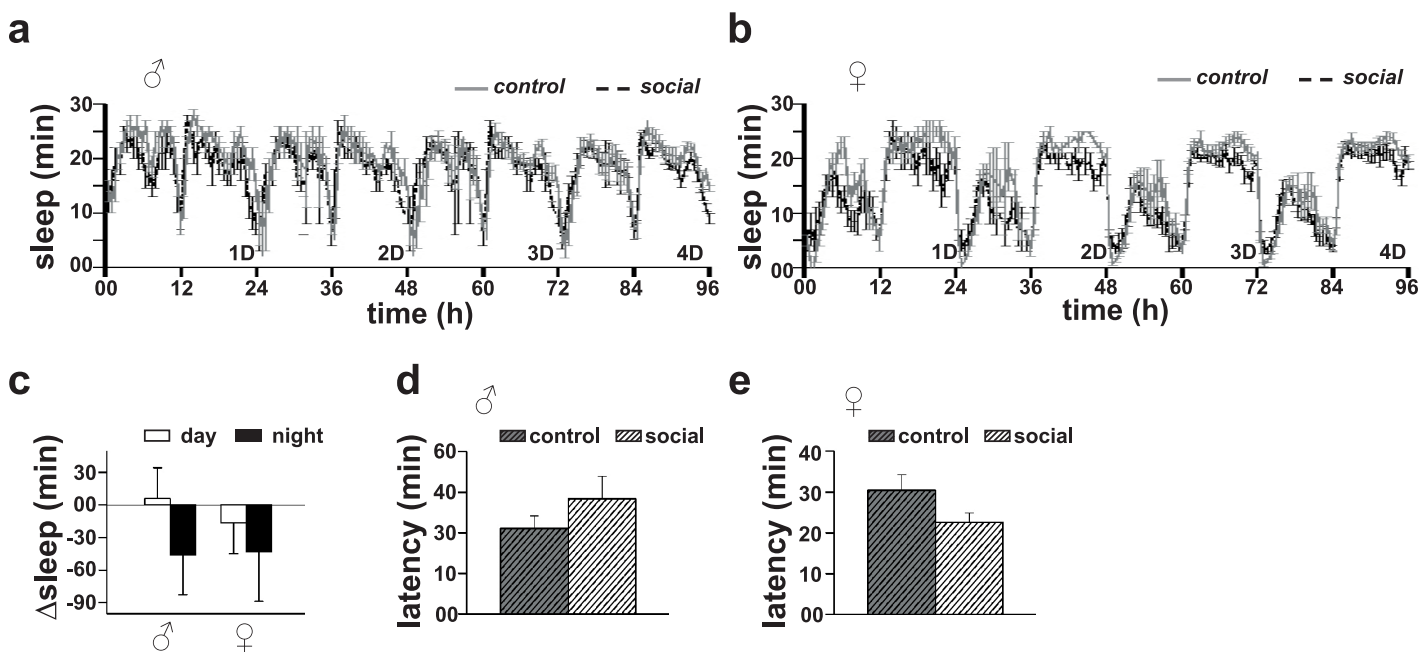 a
♂
control social
sleep (min)
30
20
10
00
1D 2D 3D 4D
00 12 24 36 48 60 72 84 96
time (h)
b
♀
control social
sleep (min)
30
20
10
00
1D 2D 3D 4D
00 12 24 36 48 60 72 84 96
time (h)
c
day night
Δsleep (min)
30
00
-30
-60
-90
♂ ♀
d
♂
control social
latency (min)
60
40
30
10
00
e
♀
control social
latency (min)
40
30
20
10
00